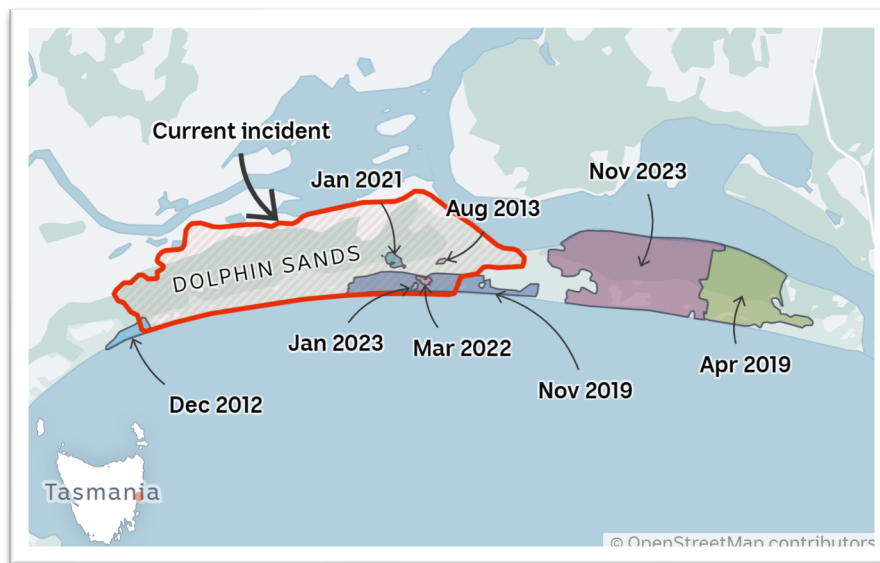 Current incident
Jan 2021
Nov 2023
Aug 2013
DOLPHIN SANDS
Jan 2023
Mar 2022
Apr 2019
Nov 2019
Dec 2012
Tasmania
© OpenStreetMap contributors